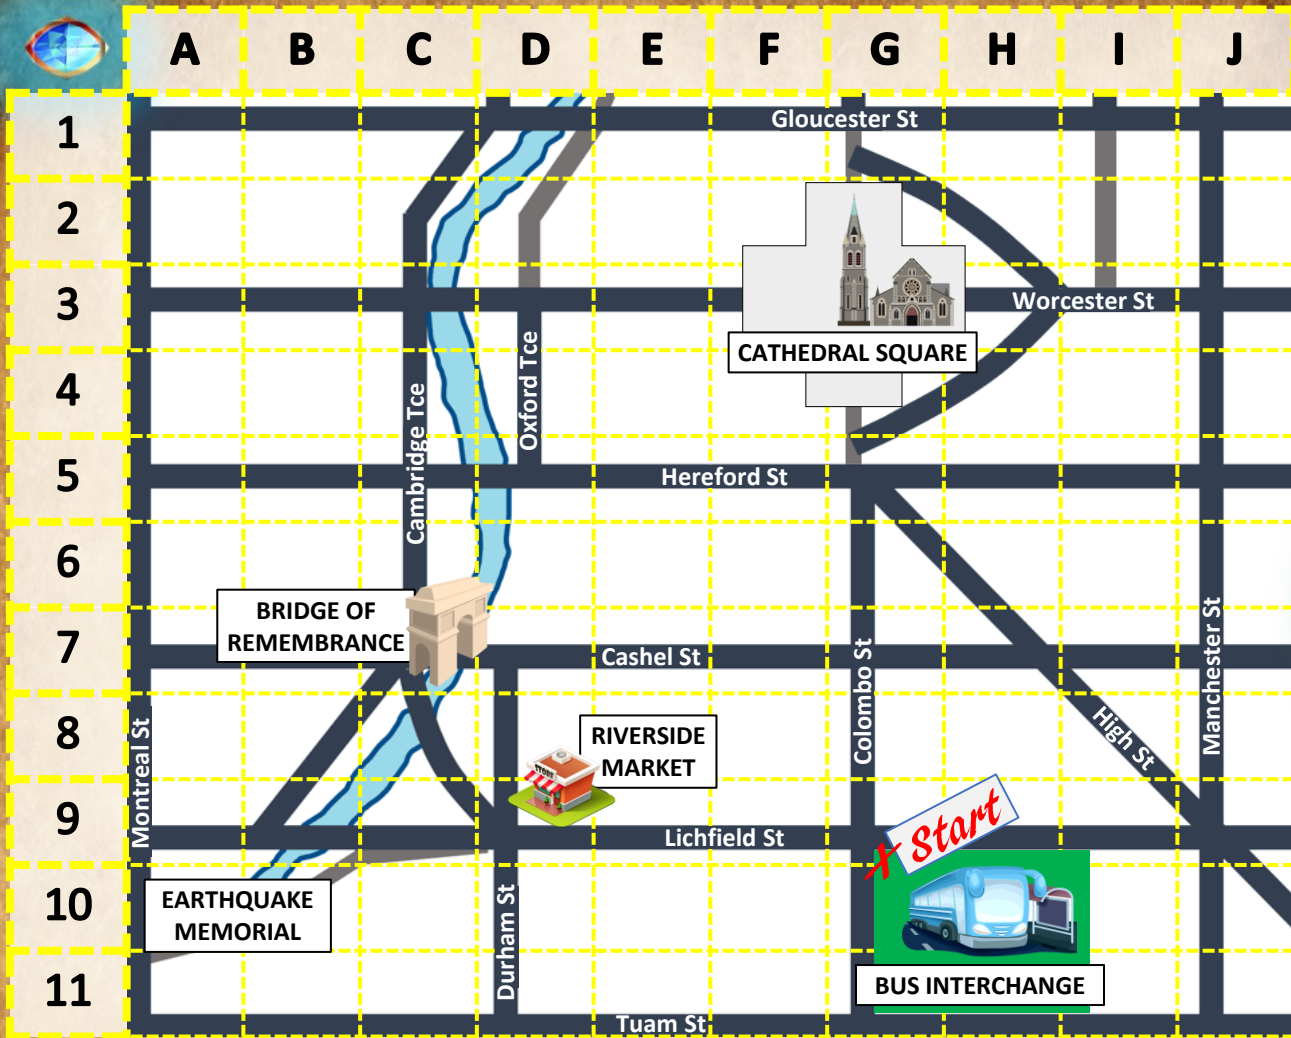 A B C D E F G H I J
1
Gloucester St
2
3
Worcester St
CATHEDRAL SQUARE
4
Cambridge Tce
Oxford Tce
5
Hereford St
6
BRIDGE OF
REMEMBRANCE
7
Cashel St
Colombo St
Manchester St
8
Montreal St
High St
RIVERSIDE
MARKET
STORE
9
Lichfield St
X Start
10
EARTHQUAKE
MEMORIAL
Durham St
11
BUS INTERCHANGE
Tuam St